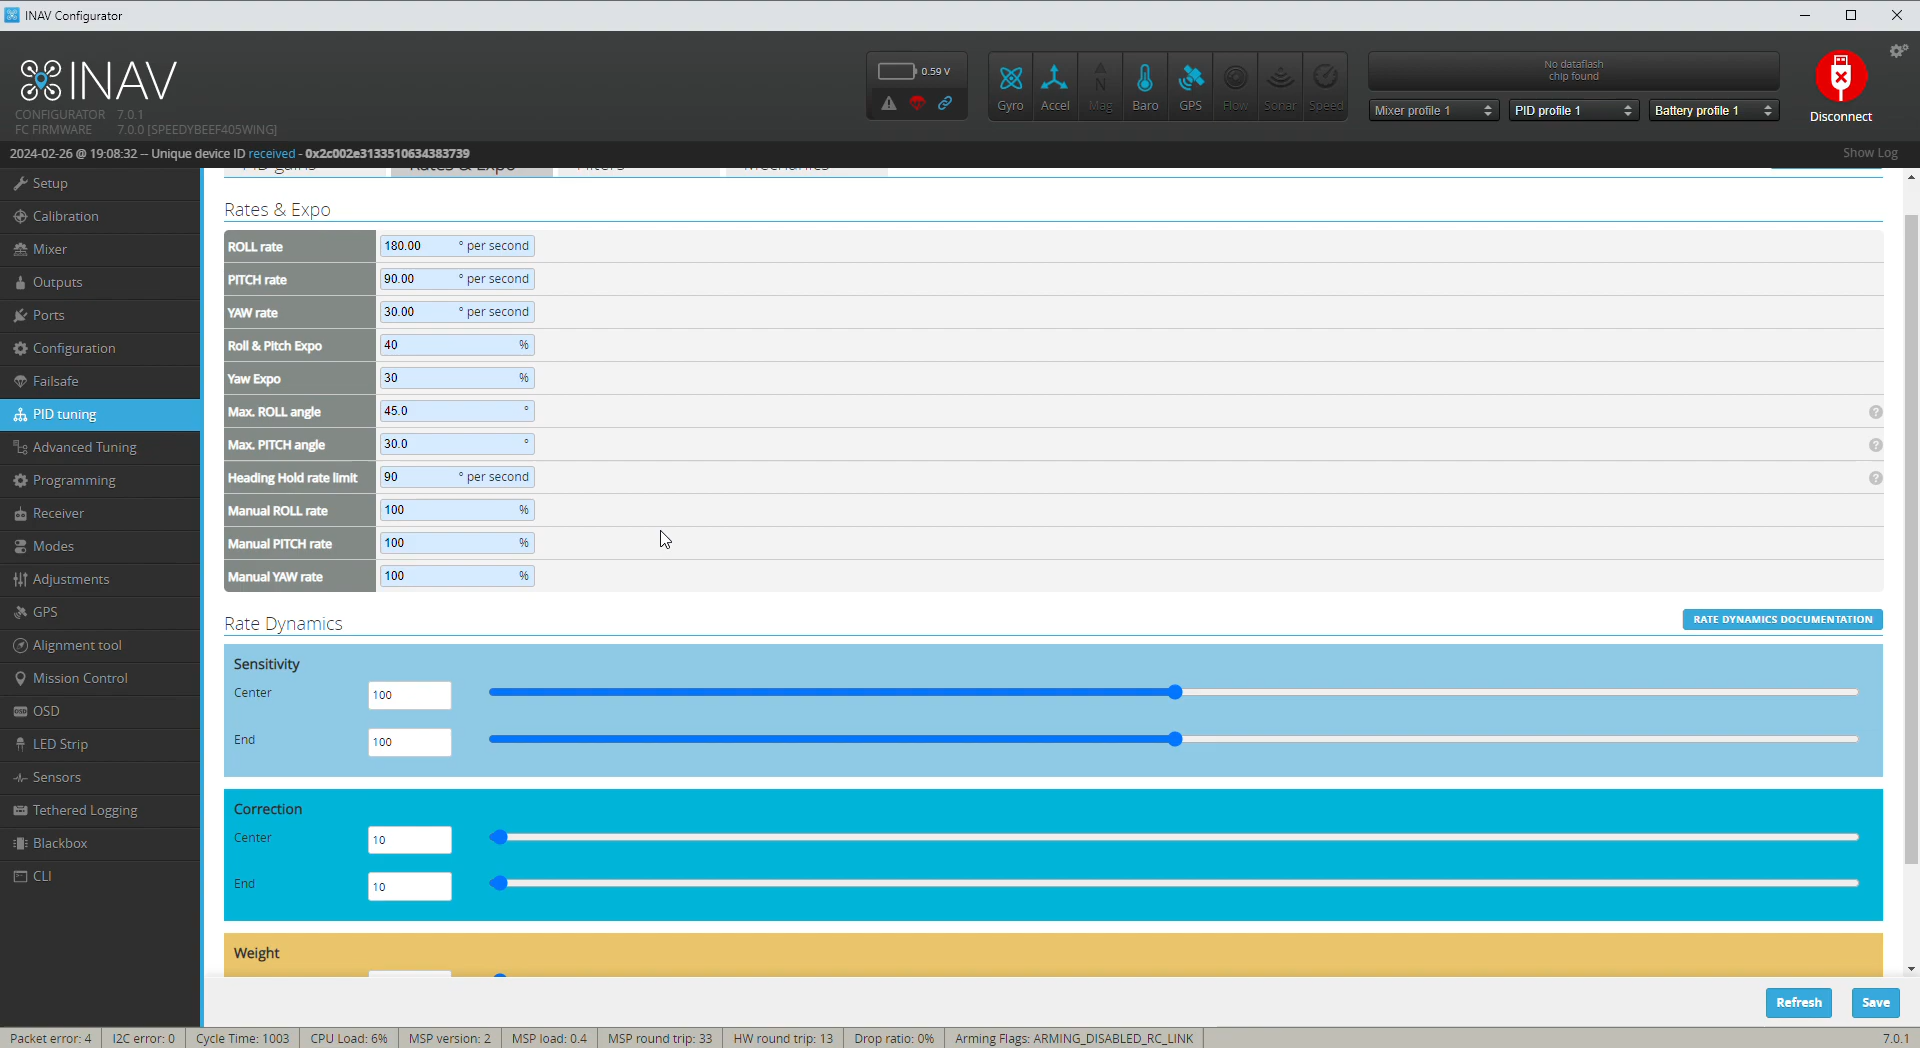 INAV Configurator
INAV
CONFIGURATOR 7.0.1
FC FIRMWARE 7.0.0 [SPEEDYBEEF405WING]
0.59 V
Gyro
Accel
Mag
Baro
GPS
Flow
Sonar
Speed
No dataflash
chip found
Mixer profile 1
PID profile 1
Battery profile 1
Disconnect
2024-02-26 @ 19:08:32 -- Unique device ID received - 0x2c002e3133510634383739
Show Log
Setup
Calibration
Mixer
Outputs
Ports
Configuration
Failsafe
PID tuning
Advanced Tuning
Programming
Receiver
Modes
Adjustments
GPS
Alignment tool
Mission Control
OSD
LED Strip
Sensors
Tethered Logging
Blackbox
CLI
PID gains
Rates & Expo
Filters
Mechanics
Rates & Expo
ROLL rate 180.00 ° per second
PITCH rate 90.00 ° per second
YAW rate 30.00 ° per second
Roll & Pitch Expo 40 %
Yaw Expo 30 %
Max. ROLL angle 45.0 ° ?
Max. PITCH angle 30.0 ° ?
Heading Hold rate limit 90 ° per second ?
Manual ROLL rate 100 %
Manual PITCH rate 100 %
Manual YAW rate 100 %
Rate Dynamics
RATE DYNAMICS DOCUMENTATION
Sensitivity
Center 100
End 100
Correction
Center 10
End 10
Weight
Refresh
Save
Packet error: 4
I2C error: 0
Cycle Time: 1003
CPU Load: 6%
MSP version: 2
MSP load: 0.4
MSP round trip: 33
HW round trip: 13
Drop ratio: 0%
Arming Flags: ARMING_DISABLED_RC_LINK
7.0.1